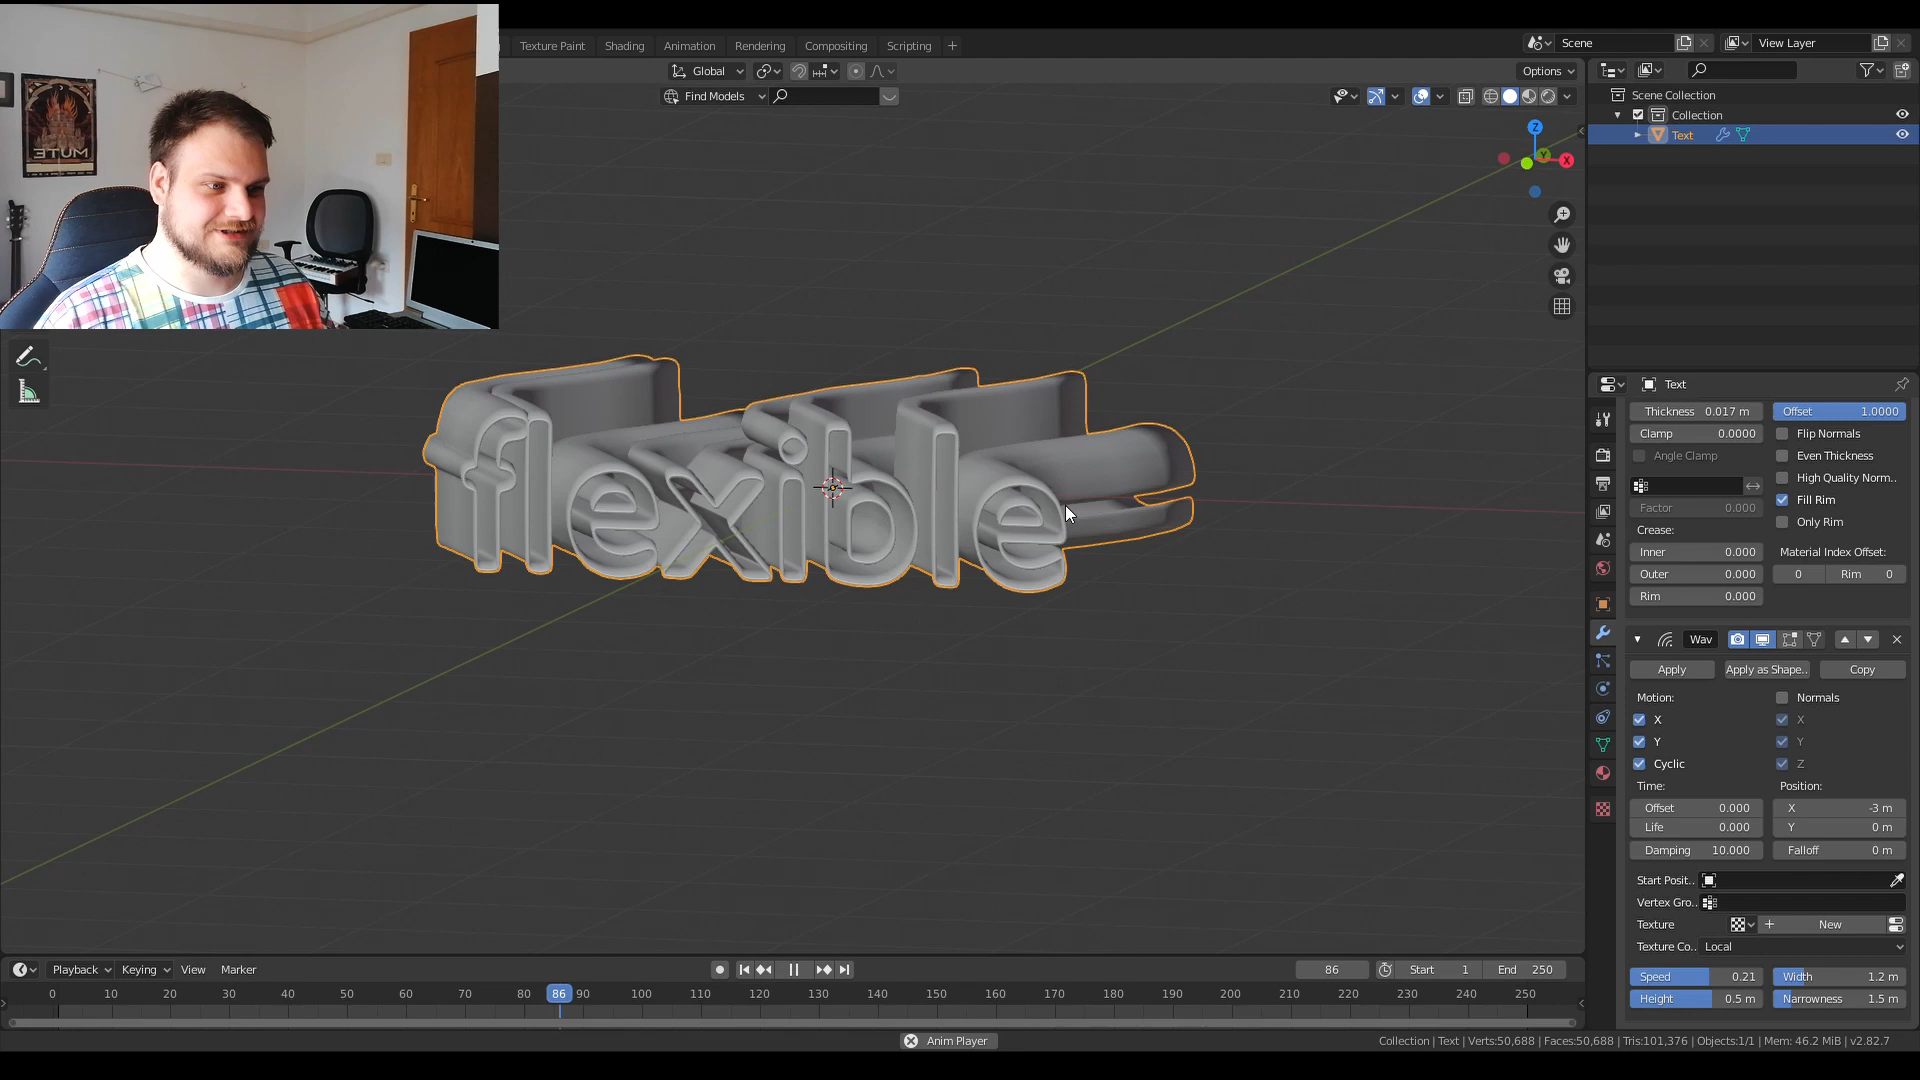 Texture Paint Shading Animation Rendering Compositing Scripting +
Scene
View Layer
Global
Options
Find Models
Scene Collection
Collection
Text
MUTE
Z
Y
X
flexible
Text
Thickness 0.017 m
Offset 1.0000
Clamp 0.0000
Flip Normals
Angle Clamp
Even Thickness
High Quality Norm..
Factor 0.000
Fill Rim
Crease:
Only Rim
Inner 0.000
Material Index Offset:
Outer 0.000
0 Rim 0
Rim 0.000
Wav
Apply
Apply as Shape..
Copy
Motion:
Normals
X
X
Y
Y
Cyclic
Z
Time:
Position:
Offset 0.000
X -3 m
Life 0.000
Y 0 m
Damping 10.000
Falloff 0 m
Start Posit..
Vertex Gro..
Texture
New
Texture Co..
Local
Speed 0.21
Width 1.2 m
Height 0.5 m
Narrowness 1.5 m
Playback Keying View Marker
86
Start 1
End 250
0 10 20 30 40 50 60 70 80 86 90 100 110 120 130 140 150 160 170 180 190 200 210 220 230 240 250
Anim Player
Collection | Text | Verts:50,688 | Faces:50,688 | Tris:101,376 | Objects:1/1 | Mem: 46.2 MiB | v2.82.7